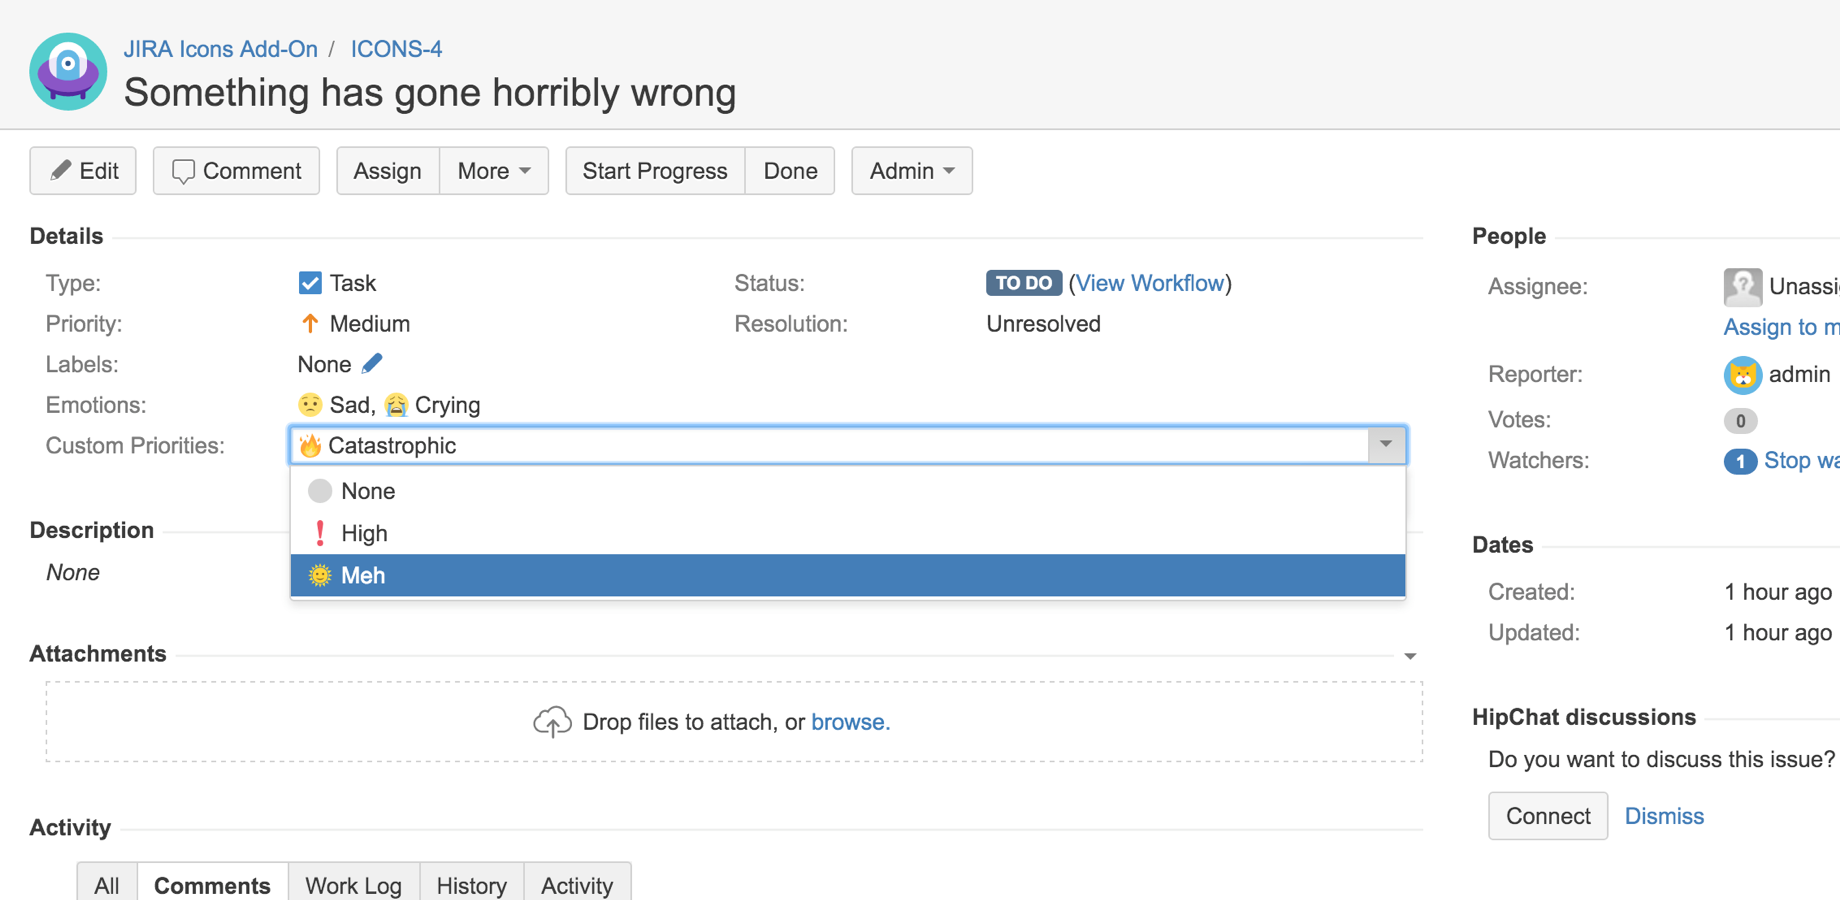 JIRA Icons Add-On / ICONS-4
Something has gone horribly wrong
Edit Comment Assign More Start Progress Done Admin
Details
Type: Task
Priority: Medium
Labels: None
Emotions: Sad, Crying
Custom Priorities: Catastrophic
None
High
Meh
Status: TO DO (View Workflow)
Resolution: Unresolved
Description
None
Attachments
Drop files to attach, or browse.
Activity
All Comments Work Log History Activity
People
Assignee: Unassi
Assign to m
Reporter: admin
Votes: 0
Watchers: 1 Stop wa
Dates
Created: 1 hour ago
Updated: 1 hour ago
HipChat discussions
Do you want to discuss this issue?
Connect Dismiss